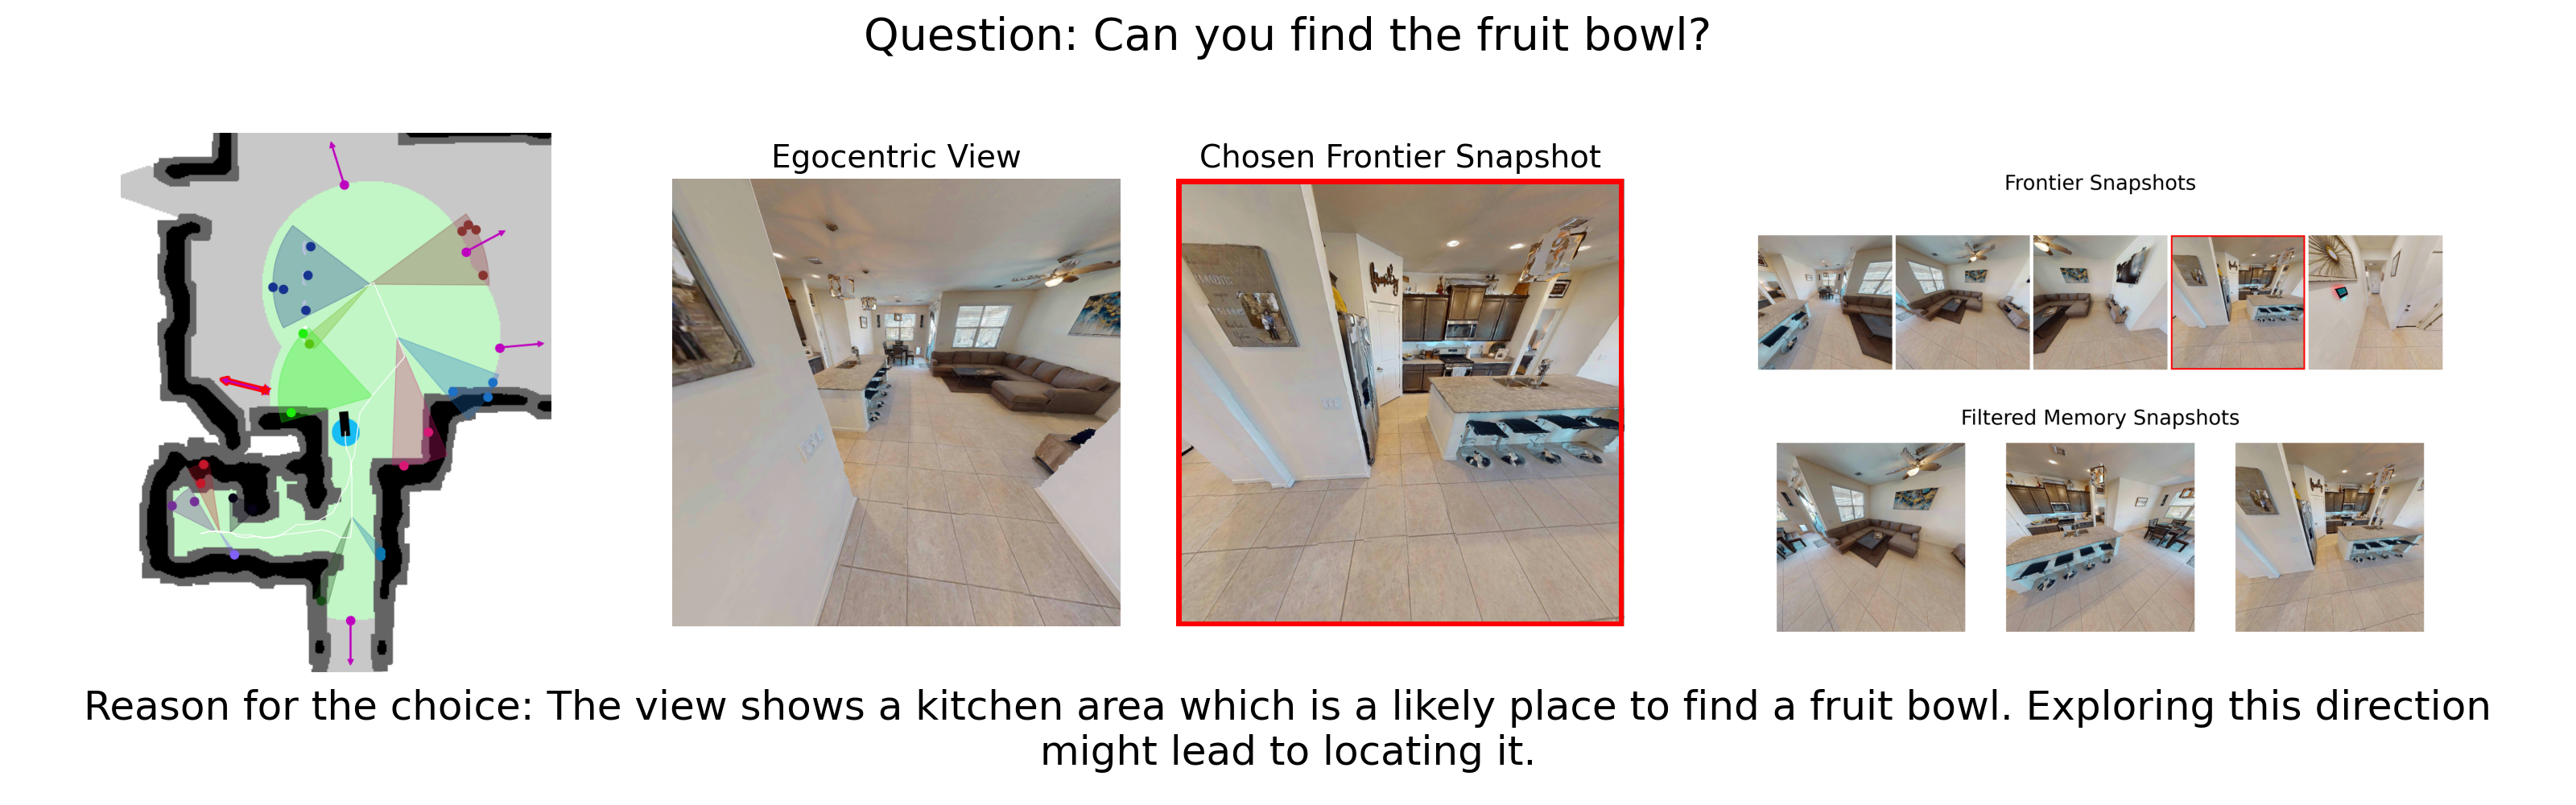 Question: Can you find the fruit bowl?
Egocentric View
Chosen Frontier Snapshot
Frontier Snapshots
Filtered Memory Snapshots
Reason for the choice: The view shows a kitchen area which is a likely place to find a fruit bowl. Exploring this direction
might lead to locating it.